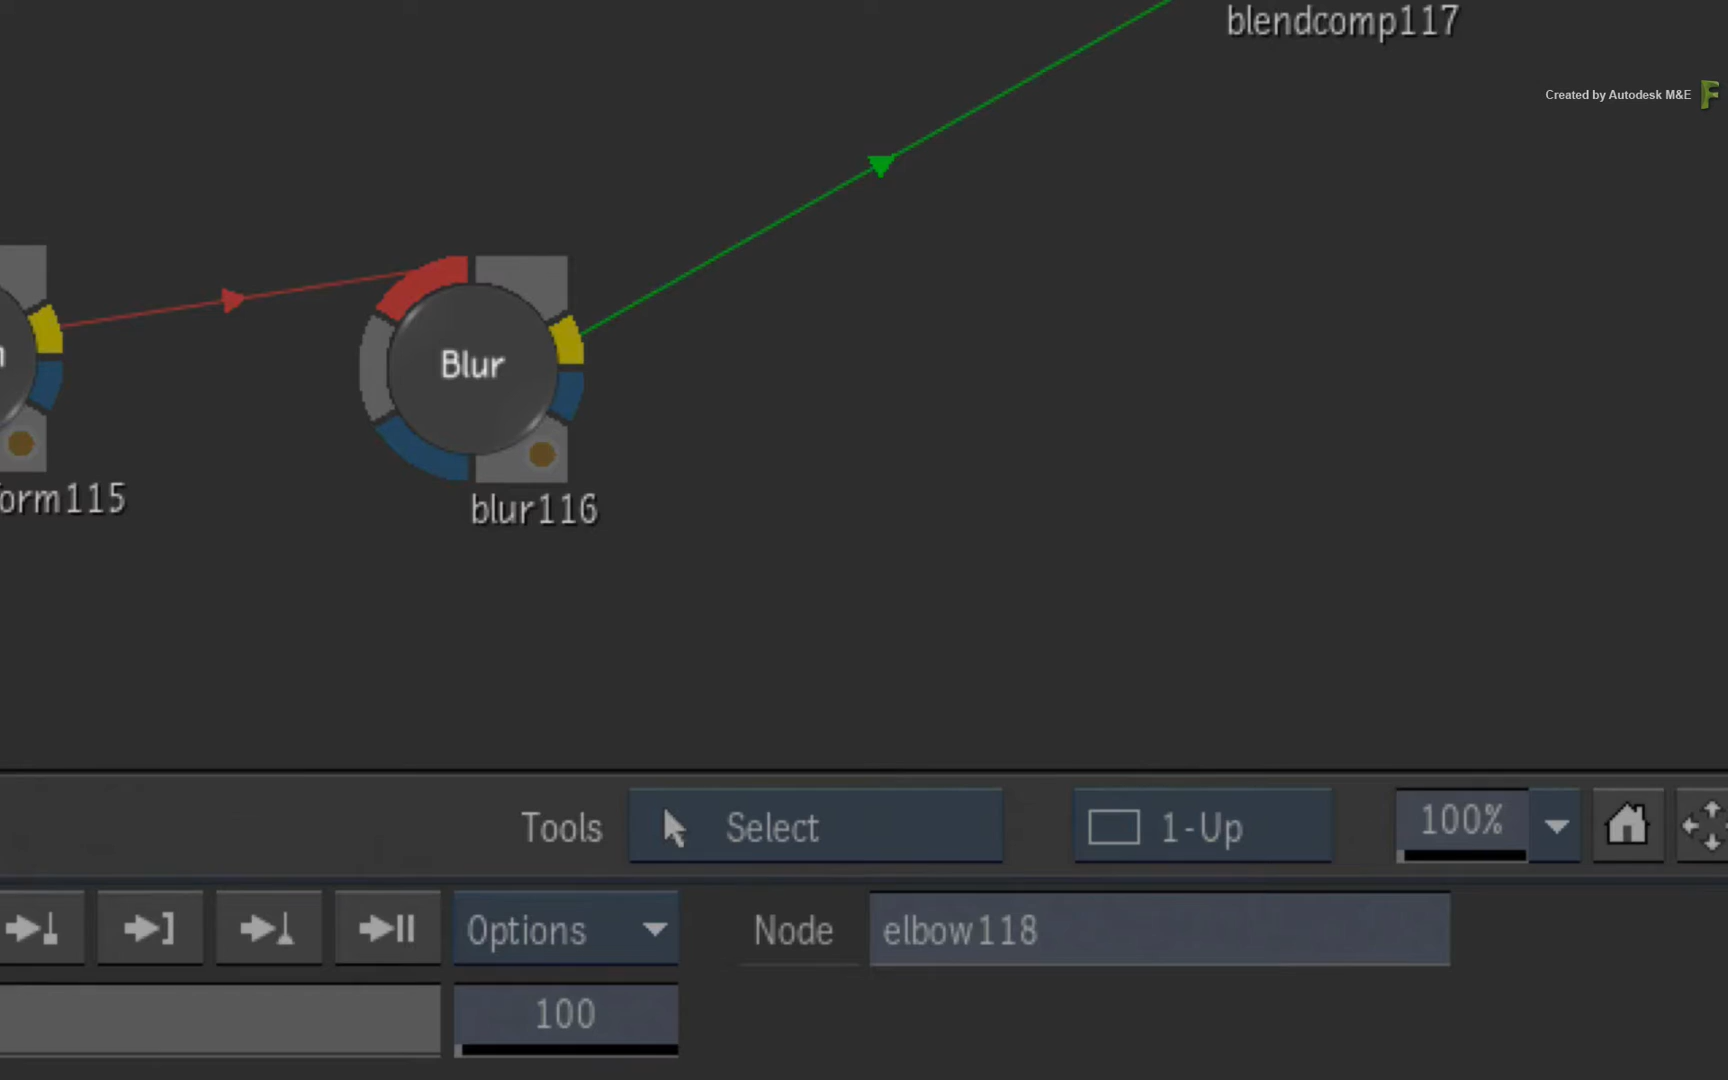 blendcomp117
Created by Autodesk M&E
Blur
orm115
blur116
Tools
Select
1-Up
100%
Options
Node
elbow118
100